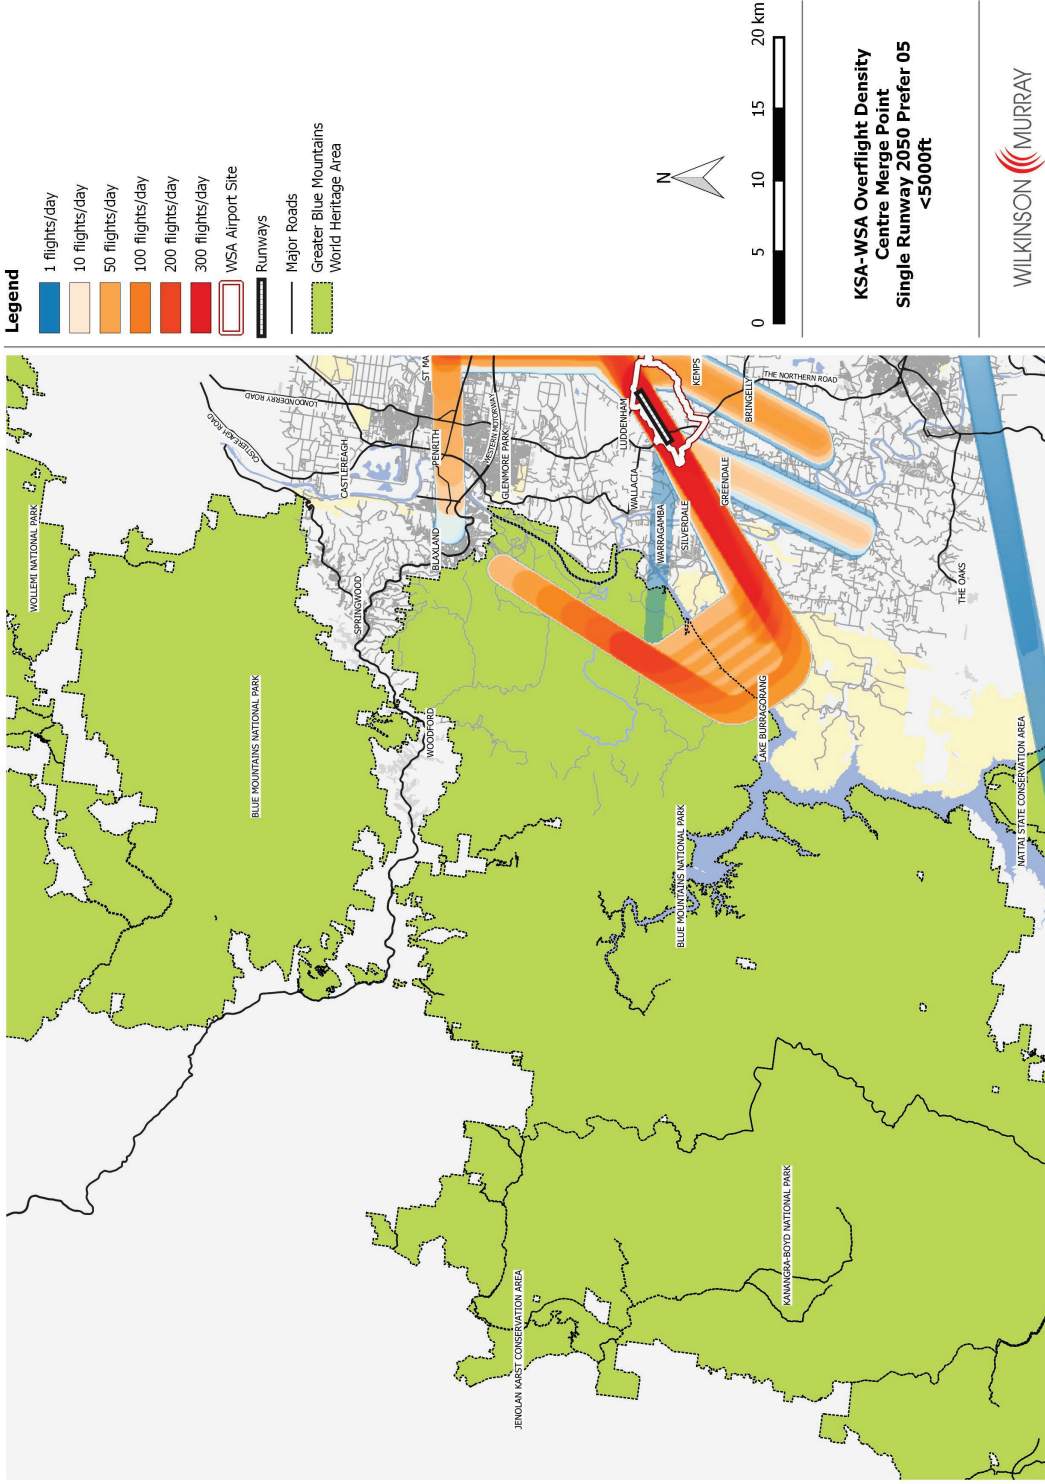 Legend
1 flights/day
10 flights/day
50 flights/day
100 flights/day
200 flights/day
300 flights/day
WSA Airport Site
Runways
Major Roads
Greater Blue Mountains
World Heritage Area
N
0 5 10 15 20 km
KSA-WSA Overflight Density
Centre Merge Point
Single Runway 2050 Prefer 05
<5000ft
WILKINSON MURRAY
WOLLEMI NATIONAL PARK
CASTLEREAGH ROAD
LONDONDERRY ROAD
BLUE MOUNTAINS NATIONAL PARK
CASTLEREAGH
SPRINGWOOD
ST MA
PENRITH
BLAXLAND
WOODFORD
WESTERN MOTORWAY
GLENMORE PARK
JENOLAN KARST CONSERVATION AREA
LUDDENHAM
WALLACIA
WARRAGAMBA
SILVERDALE
BLUE MOUNTAINS NATIONAL PARK
KEMPS
GREENDALE
BRINGELLY
LAKE BURRAGORANG
KANANGRA-BOYD NATIONAL PARK
THE NORTHERN ROAD
THE OAKS
NATTAI STATE CONSERVATION AREA